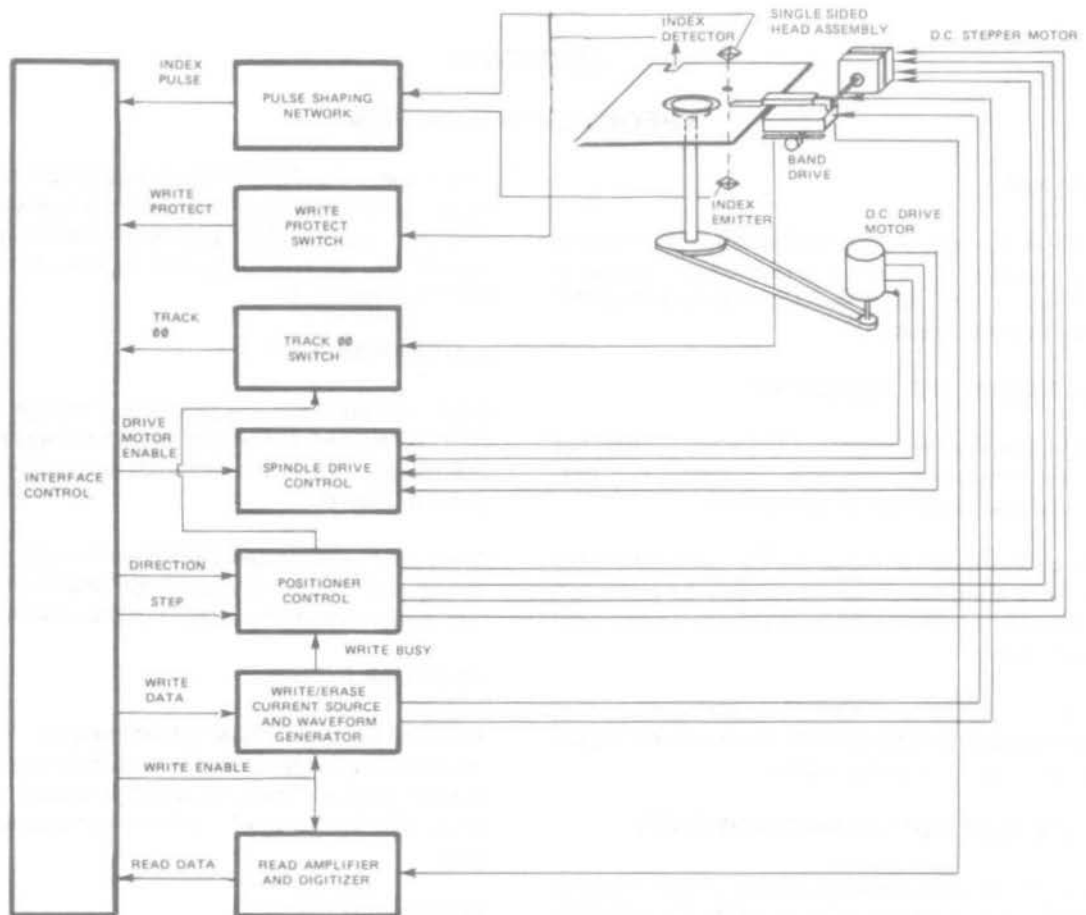 INDEX
DETECTOR
SINGLE SIDED
HEAD ASSEMBLY
D.C. STEPPER MOTOR
INDEX
PULSE
PULSE SHAPING
NETWORK
BAND
DRIVE
INDEX
EMITTER
D.C. DRIVE
MOTOR
WRITE
PROTECT
WRITE
PROTECT
SWITCH
TRACK
00
TRACK 00
SWITCH
DRIVE
MOTOR
ENABLE
SPINDLE DRIVE
CONTROL
INTERFACE
CONTROL
DIRECTION
STEP
POSITIONER
CONTROL
WRITE BUSY
WRITE
DATA
WRITE/ERASE
CURRENT SOURCE
AND WAVEFORM
GENERATOR
WRITE ENABLE
READ DATA
READ AMPLIFIER
AND DIGITIZER